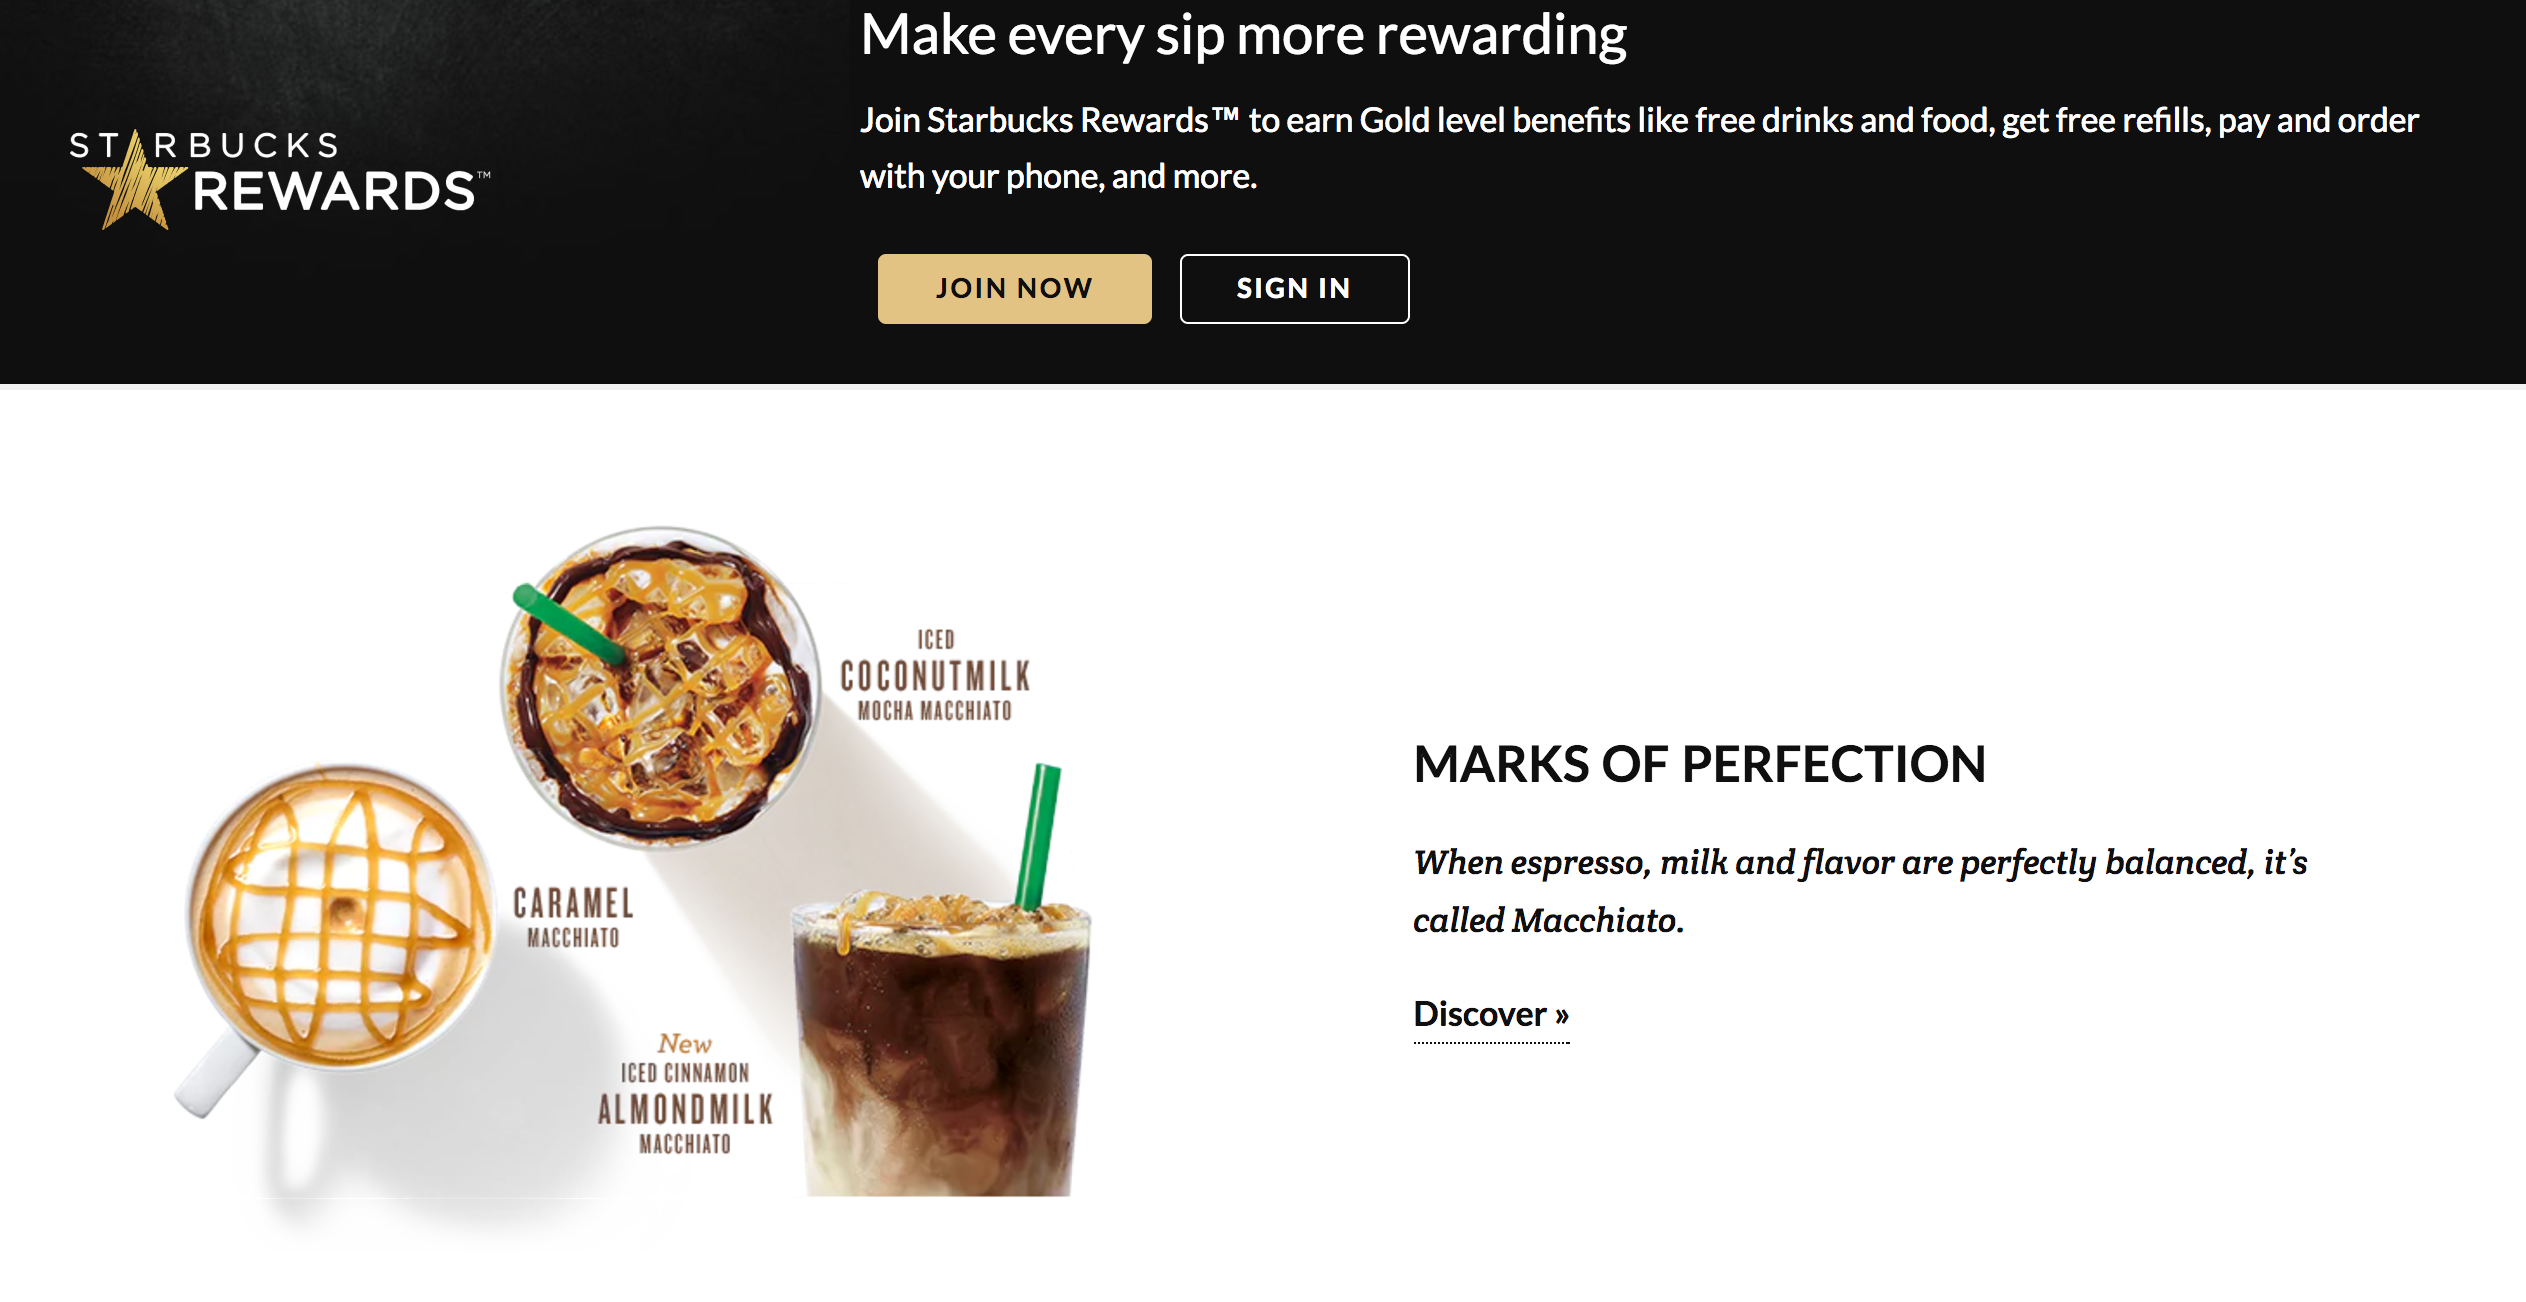 Make every sip more rewarding
Join Starbucks Rewards™ to earn Gold level benefits like free drinks and food, get free refills, pay and order
with your phone, and more.
STARBUCKS
REWARDS™
JOIN NOW
SIGN IN
ICED
COCONUTMILK
MOCHA MACCHIATO
CARAMEL
MACCHIATO
New
ICED CINNAMON
ALMONDMILK
MACCHIATO
MARKS OF PERFECTION
When espresso, milk and flavor are perfectly balanced, it’s
called Macchiato.
Discover »